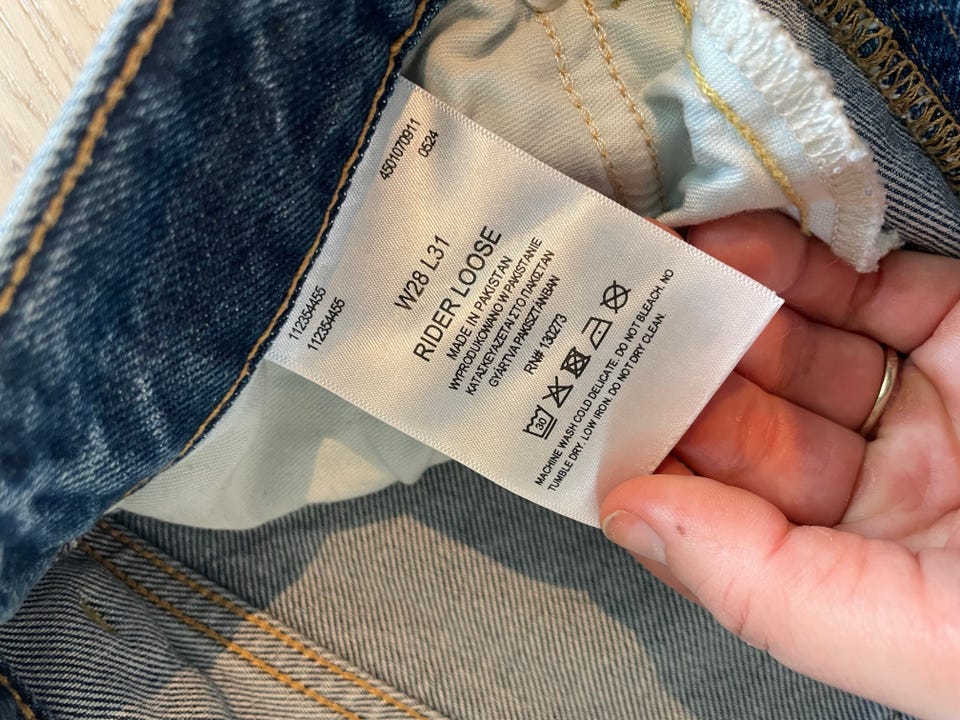 4501070911
0524
112354455
112354455
W28 L31
RIDER LOOSE
MADE IN PAKISTAN
WYPRODUKOWANO W PAKISTANIE
ΚΑΤΑΣΚΕΥΑΖΕΤΑΙ ΣΤΟ ΠΑΚΙΣΤΑΝ
GYÁRTVA PAKISZTÁNBAN
RN# 130273
30
MACHINE WASH COLD DELICATE. DO NOT BLEACH. NO
TUMBLE DRY. LOW IRON. DO NOT DRY CLEAN.